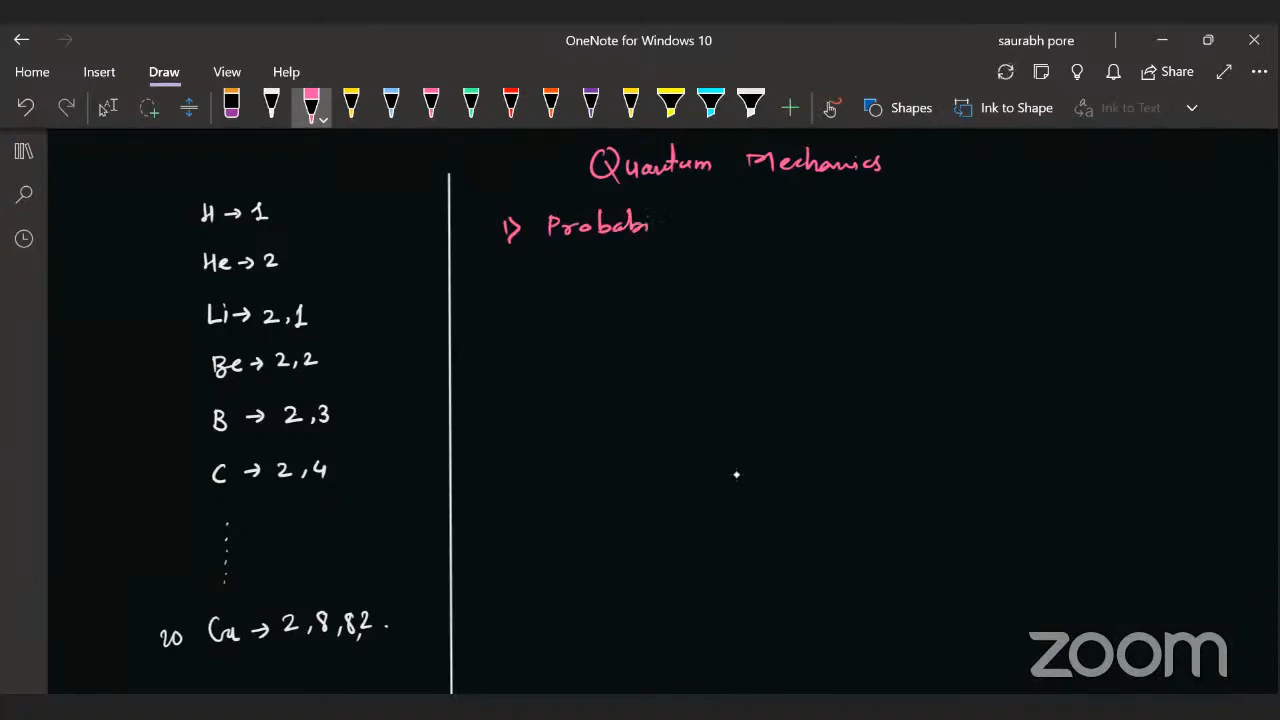 OneNote for Windows 10
saurabh pore
Home Insert Draw View Help
Share
Shapes
Ink to Shape
Ink to Text
Quantum Mechanics
H → 1
He → 2
Li → 2,1
Be → 2,2
B → 2,3
C → 2,4
20 Ca → 2,8,8,2.
1> Probabi
zoom